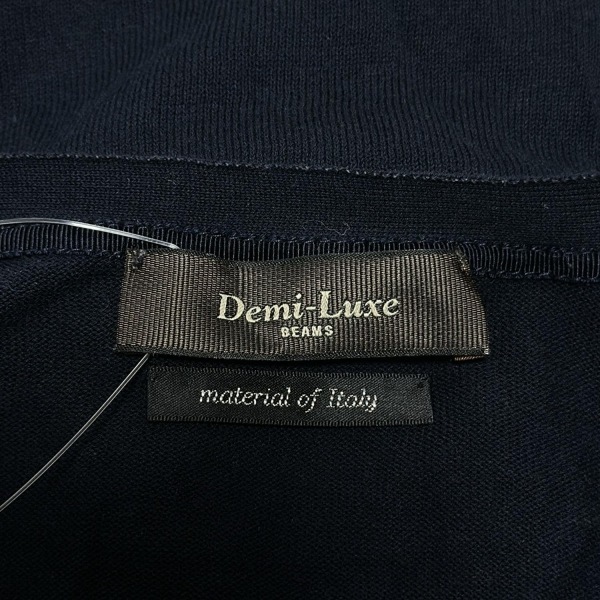 Demi-Luxe
BEAMS
material of Italy